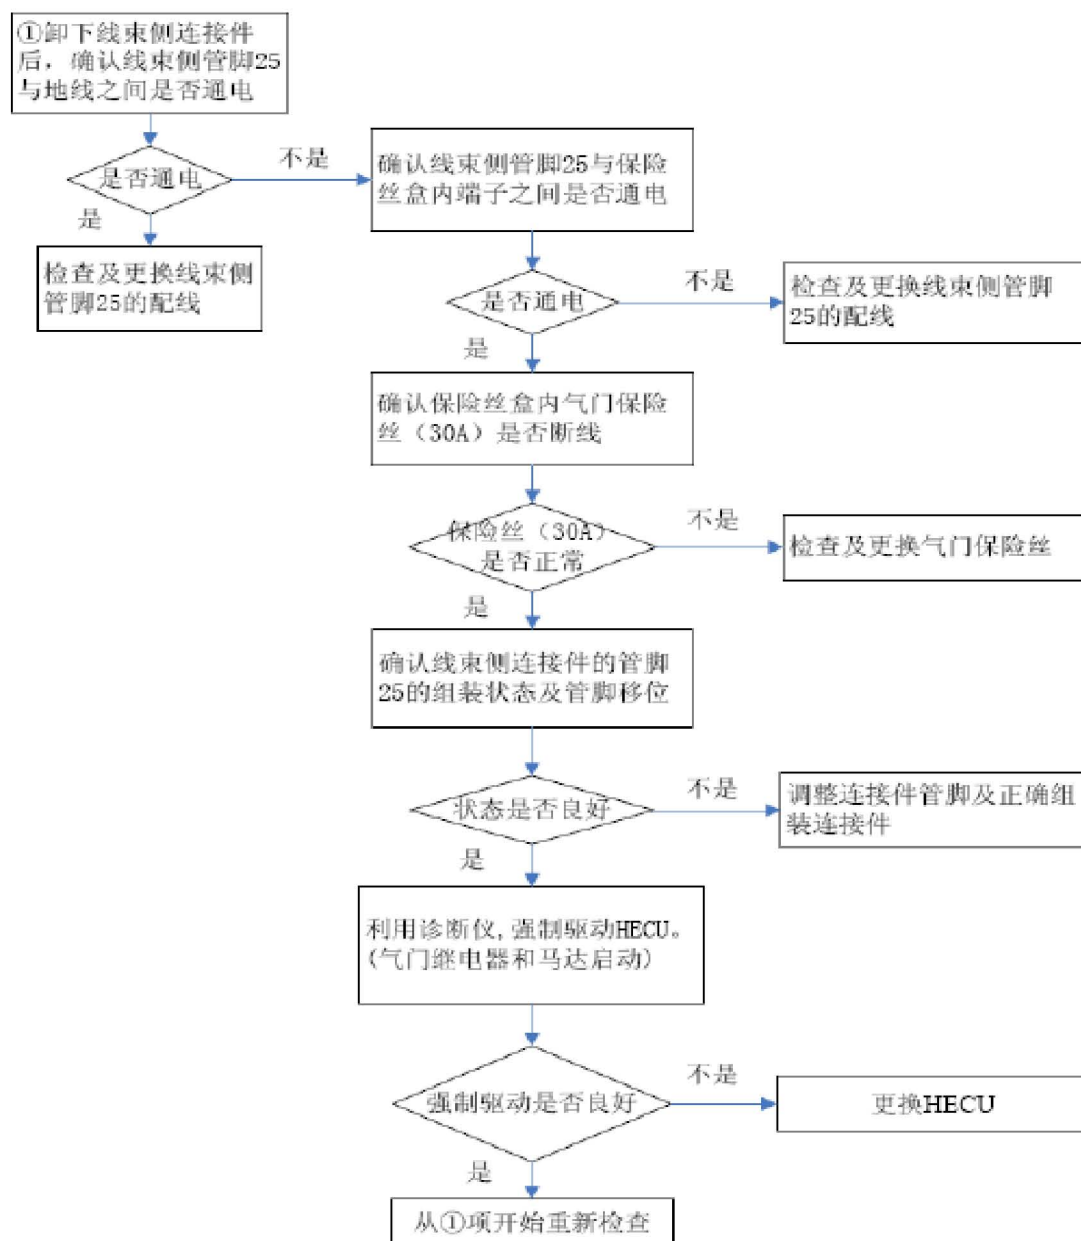 ①卸下线束侧连接件
后，确认线束侧管脚25
与地线之间是否通电
是否通电
不是
是
确认线束侧管脚25与保险
丝盒内端子之间是否通电
检查及更换线束侧
管脚25的配线
是否通电
不是
是
检查及更换线束侧管脚
25的配线
确认保险丝盒内气门保险
丝（30A）是否断线
保险丝（30A）
是否正常
不是
是
检查及更换气门保险丝
确认线束侧连接件的管脚
25的组装状态及管脚移位
状态是否良好
不是
是
调整连接件管脚及正确组
装连接件
利用诊断仪,强制驱动HECU。
(气门继电器和马达启动)
强制驱动是否良好
不是
是
更换HECU
从①项开始重新检查